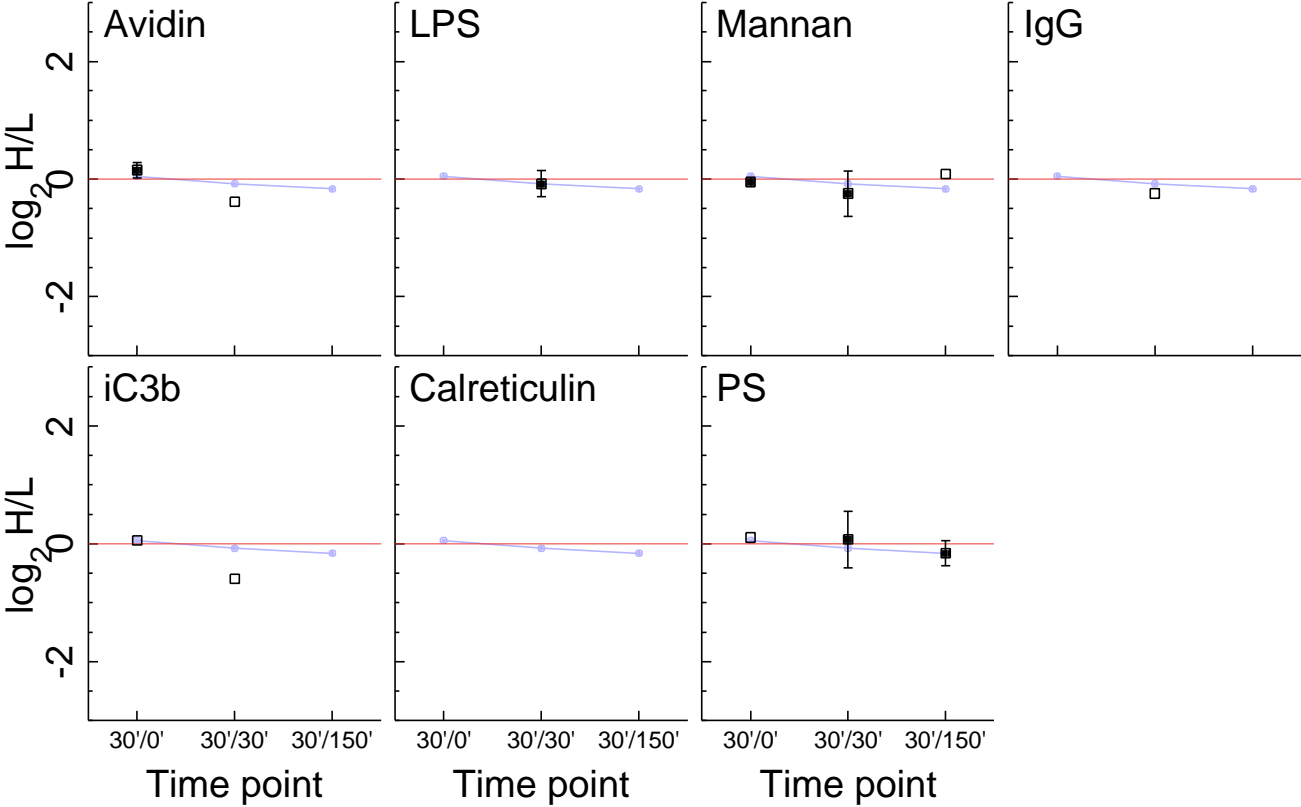 Avidin LPS Mannan IgG
log2 H/L
2
0
-2
iC3b Calreticulin PS
log2 H/L
2
0
-2
30'/0' 30'/30' 30'/150' 30'/0' 30'/30' 30'/150' 30'/0' 30'/30' 30'/150'
Time point Time point Time point